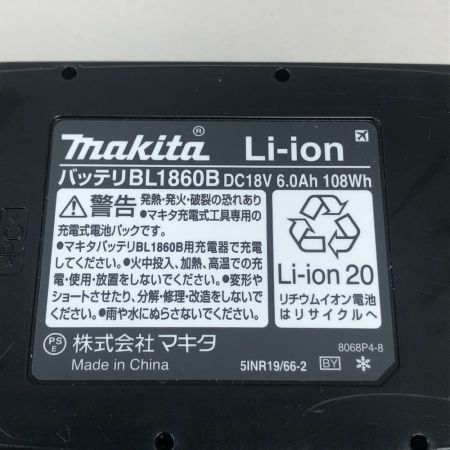 makita® Li-ion
バッテリBL1860B DC18V 6.0Ah 108Wh
警告 発熱・発火・破裂の恐れあり
●マキタ充電式工具専用の
充電式電池パックです。
●マキタバッテリBL1860B用充電器で充電
してください。●火中投入、加熱、高温での充
電・使用・放置をしないでください。●変形や
ショートさせたり、分解・修理・改造をしないで
ください。●雨や水にぬらさないでください。
Li-ion 20
リチウムイオン電池
はリサイクルへ
PSE 株式会社 マキタ
Made in China
5INR19/66-2
BY
8068P4-8
>PC<